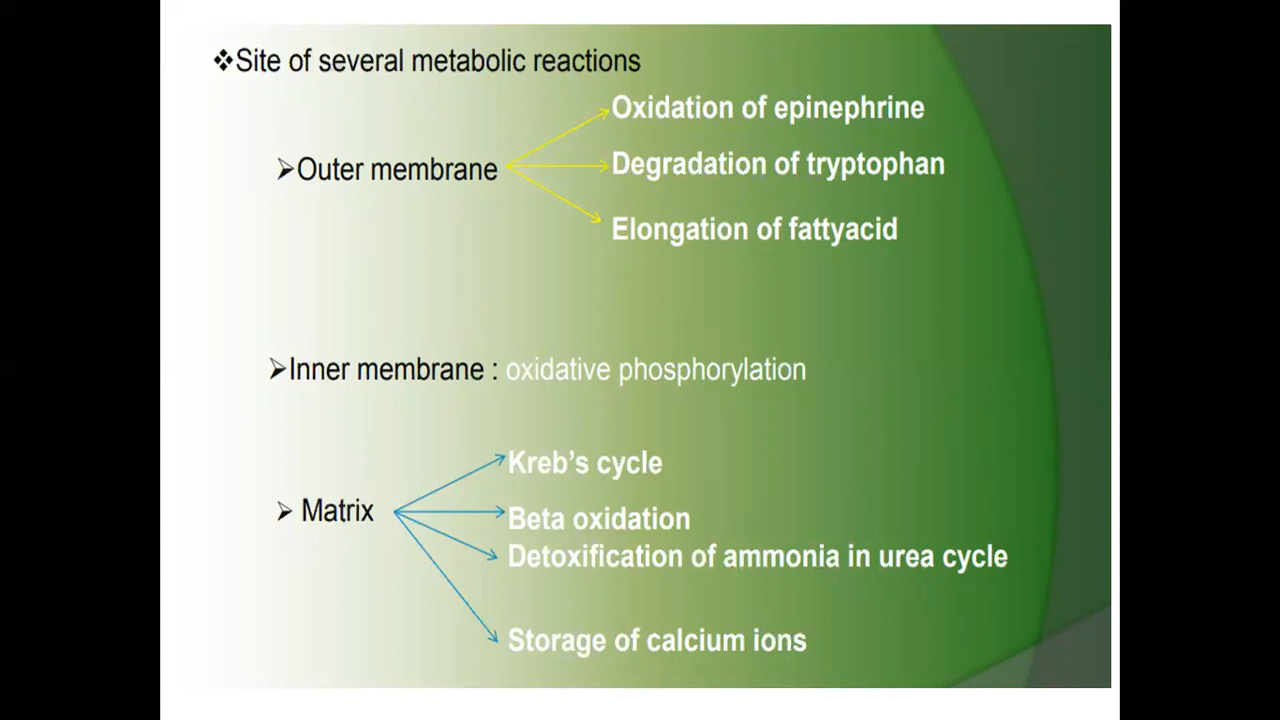 ❖Site of several metabolic reactions
Oxidation of epinephrine
➢Outer membrane
Degradation of tryptophan
Elongation of fattyacid
➢Inner membrane : oxidative phosphorylation
Kreb’s cycle
➢ Matrix
Beta oxidation
Detoxification of ammonia in urea cycle
Storage of calcium ions